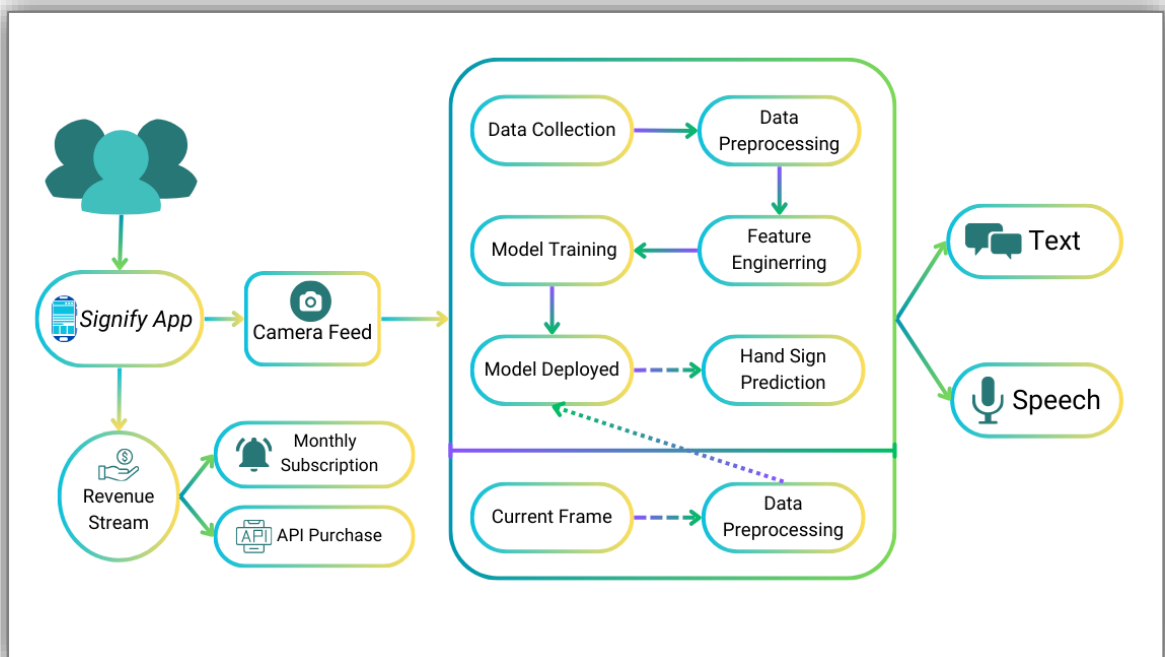 Signify App
Camera Feed
Revenue
Stream
$
Monthly
Subscription
API
API Purchase
Data Collection
Data
Preprocessing
Model Training
Feature
Enginerring
Model Deployed
Hand Sign
Prediction
Current Frame
Data
Preprocessing
Text
Speech